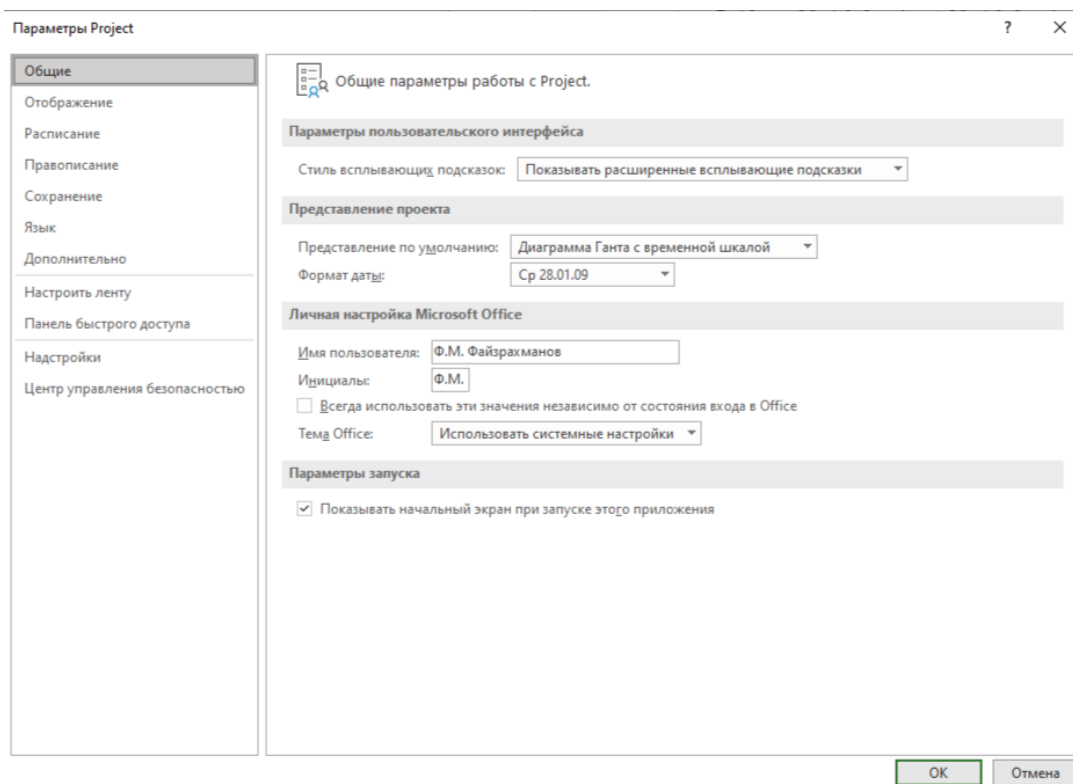 Параметры Project
?
Общие
Отображение
Расписание
Правописание
Сохранение
Язык
Дополнительно
Настроить ленту
Панель быстрого доступа
Надстройки
Центр управления безопасностью
Общие параметры работы с Project.
Параметры пользовательского интерфейса
Стиль всплывающих подсказок: Показывать расширенные всплывающие подсказки
Представление проекта
Представление по умолчанию: Диаграмма Ганта с временной шкалой
Формат даты: Ср 28.01.09
Личная настройка Microsoft Office
Имя пользователя: Ф.М. Файзрахманов
Инициалы: Ф.М.
Всегда использовать эти значения независимо от состояния входа в Office
Тема Office: Использовать системные настройки
Параметры запуска
Показывать начальный экран при запуске этого приложения
ОК
Отмена